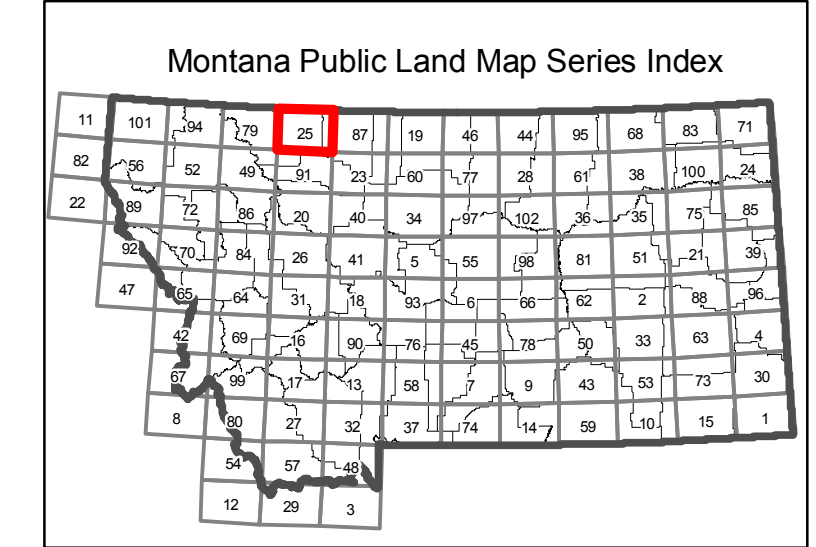 Montana Public Land Map Series Index
11 101 94 79 25 87 19 46 44 95 68 83 71
82 56 52 49 91 23 60 77 28 61 38 100 24
22 89 72 86 20 40 34 97 102 36 35 75 85
92 70 84 26 41 5 55 98 81 51 21 39
47 65 64 31 18 93 6 66 62 2 88 96
42 69 16 90 76 45 78 50 33 63 4
67 99 17 13 58 7 9 43 53 73 30
8 80 27 32 37 74 14 59 10 15 1
54 57 48
12 29 3